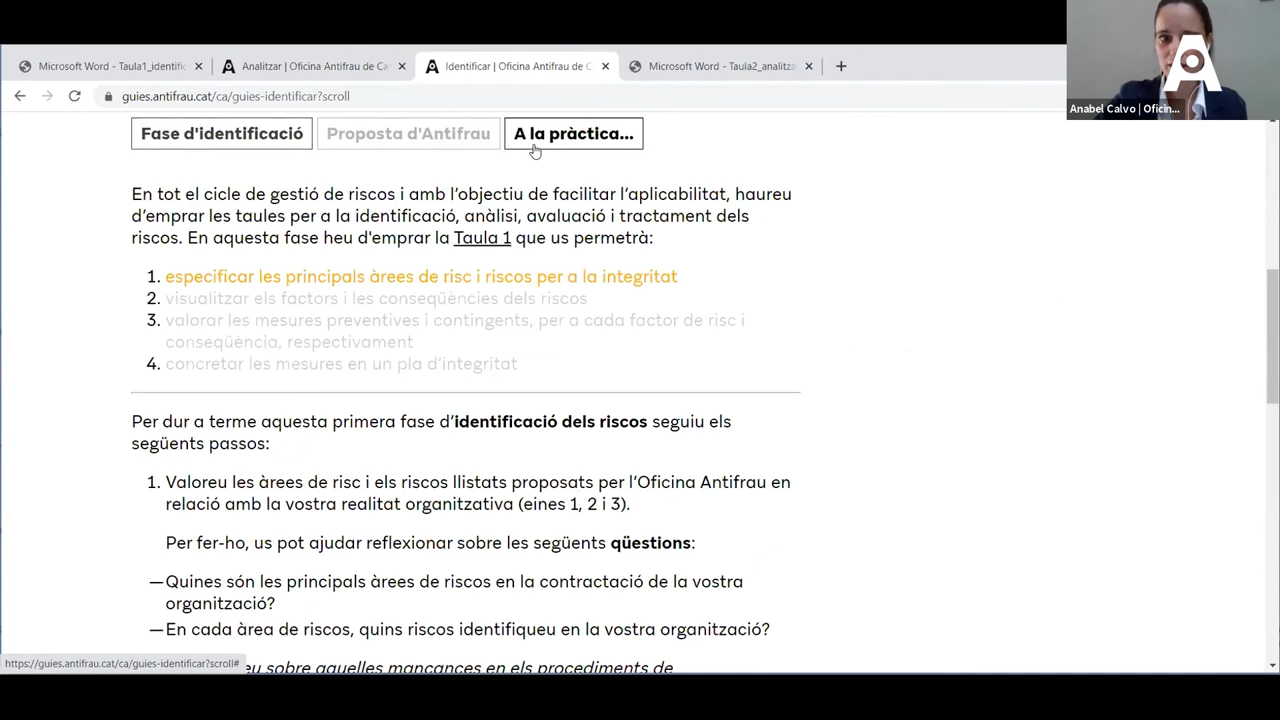 Microsoft Word - Taula1_identific
Analitzar | Oficina Antifrau de Ca
Identificar | Oficina Antifrau de C
Microsoft Word - Taula2_analitza
guies.antifrau.cat/ca/guies-identificar?scroll
Anabel Calvo | Oficin...
Fase d'identificació
Proposta d'Antifrau
A la pràctica...
En tot el cicle de gestió de riscos i amb l'objectiu de facilitar l'aplicabilitat, haureu
d'emprar les taules per a la identificació, anàlisi, avaluació i tractament dels
riscos. En aquesta fase heu d'emprar la Taula 1 que us permetrà:
1. especificar les principals àrees de risc i riscos per a la integritat
2. visualitzar els factors i les conseqüències dels riscos
3. valorar les mesures preventives i contingents, per a cada factor de risc i
conseqüència, respectivament
4. concretar les mesures en un pla d'integritat
Per dur a terme aquesta primera fase d'identificació dels riscos seguiu els
següents passos:
1. Valoreu les àrees de risc i els riscos llistats proposats per l'Oficina Antifrau en
relació amb la vostra realitat organitzativa (eines 1, 2 i 3).
Per fer-ho, us pot ajudar reflexionar sobre les següents qüestions:
—Quines són les principals àrees de riscos en la contractació de la vostra
organització?
—En cada àrea de riscos, quins riscos identifiqueu en la vostra organització?
https://guies.antifrau.cat/ca/guies-identificar?scroll#
eu sobre aquelles mancances en els procediments de